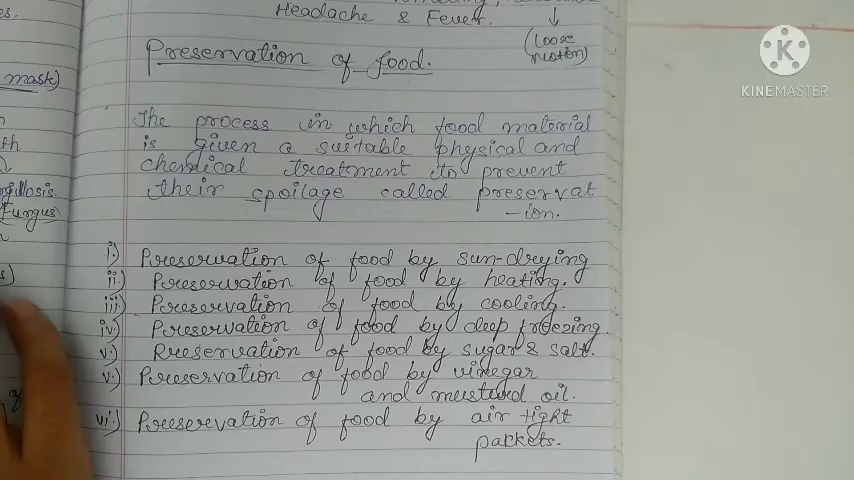 Headache & Fever.
(Loose
motion)
Preservation of food.
The process in which food material
is given a suitable physical and
chemical treatment to prevent
their spoilage called preservat
-ion.
i.) Preservation of food by sun-drying
ii.) Preservation of food by heating.
iii.) Preservation of food by cooling.
iv.) Preservation of food by deep freezing.
v.) Preservation of food by sugar & salt.
v.) Preservation of food by vinegar
and musturd oil.
vi.) Preservation of food by air tight
packets.
mask)
Fungus
K
KINEMASTER